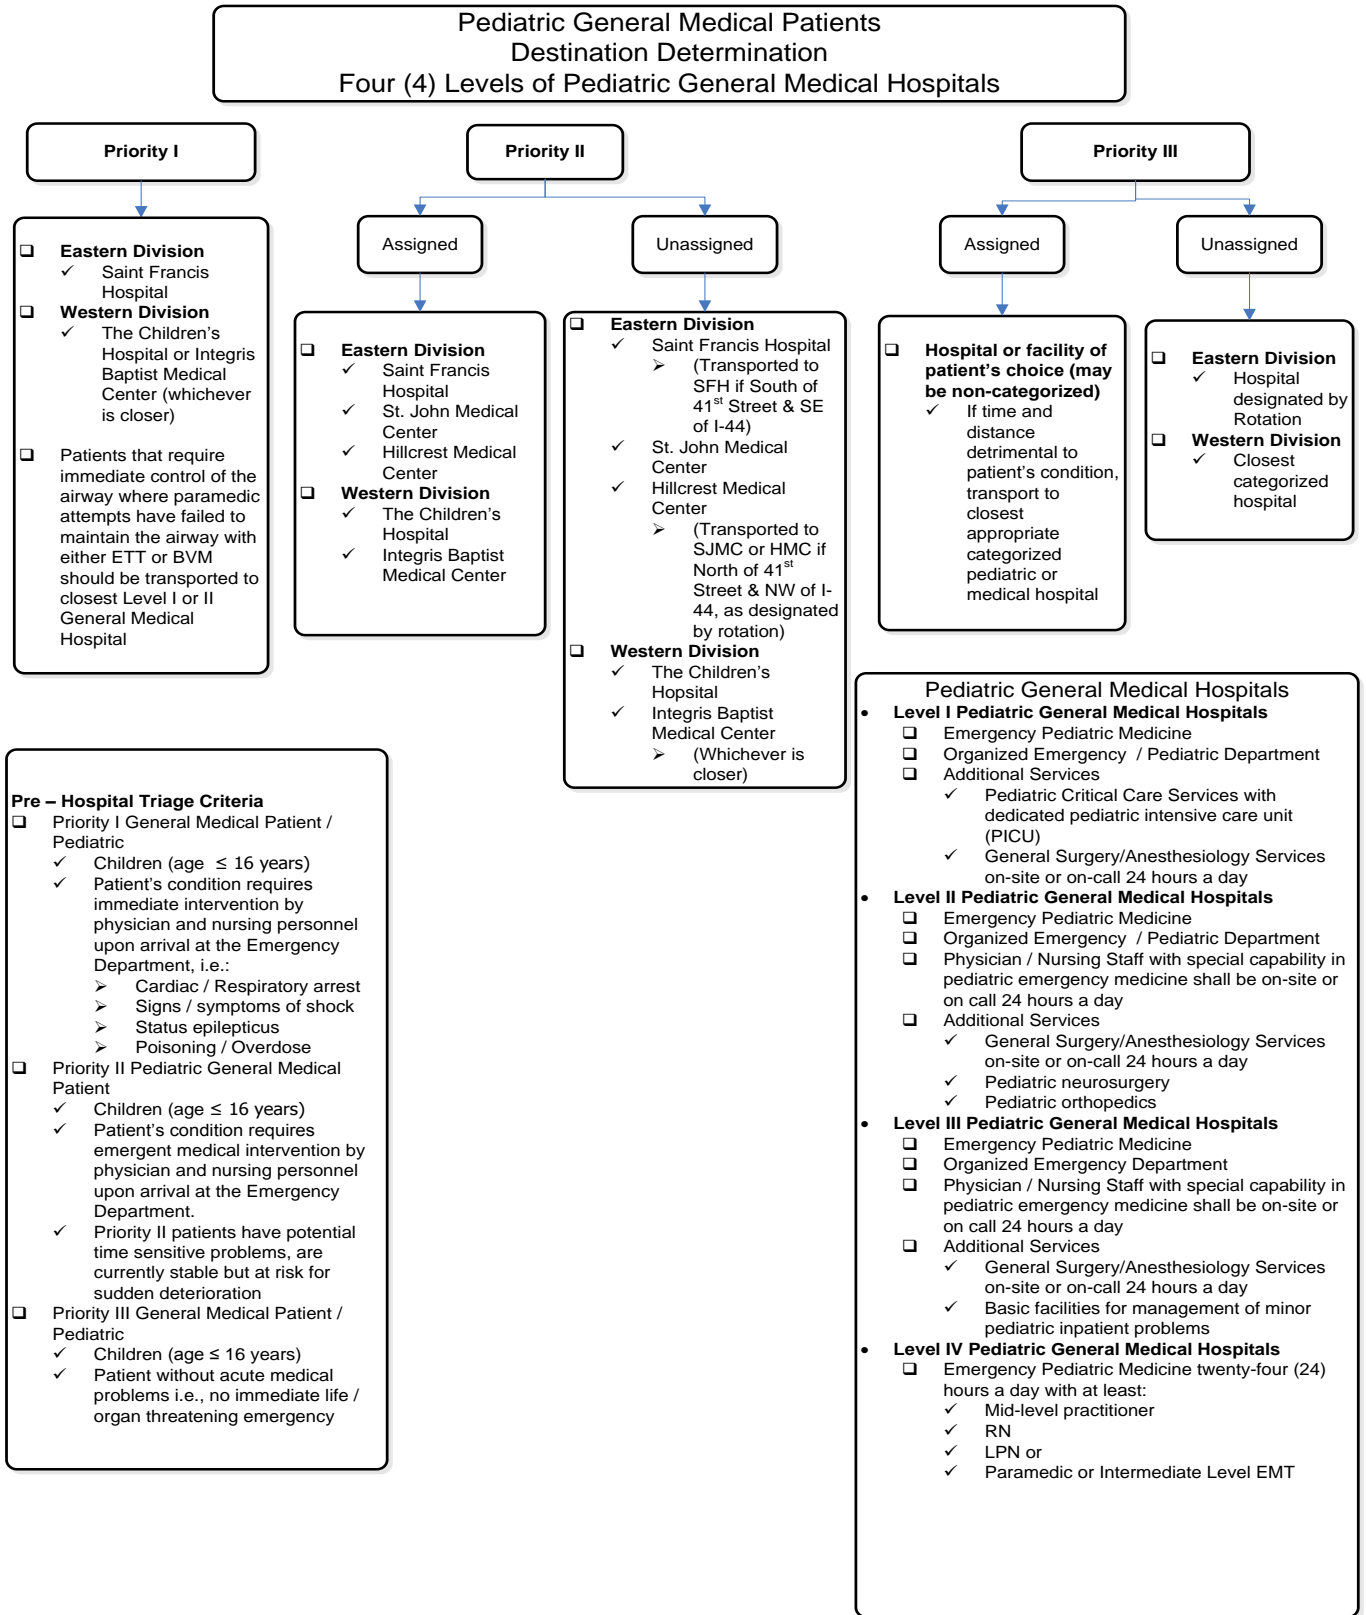 Pediatric General Medical Patients
Destination Determination
Four (4) Levels of Pediatric General Medical Hospitals
Priority I
Priority II
Priority III
Assigned
Unassigned
Assigned
Unassigned
❑ Eastern Division
✓ Saint Francis
Hospital
❑ Western Division
✓ The Children's
Hospital or Integris
Baptist Medical
Center (whichever
is closer)
❑ Patients that require
immediate control of the
airway where paramedic
attempts have failed to
maintain the airway with
either ETT or BVM
should be transported to
closest Level I or II
General Medical
Hospital
❑ Eastern Division
✓ Saint Francis
Hospital
✓ St. John Medical
Center
✓ Hillcrest Medical
Center
❑ Western Division
✓ The Children's
Hospital
✓ Integris Baptist
Medical Center
❑ Eastern Division
✓ Saint Francis Hospital
➢ (Transported to
SFH if South of
41st Street & SE
of I-44)
✓ St. John Medical
Center
✓ Hillcrest Medical
Center
➢ (Transported to
SJMC or HMC if
North of 41st
Street & NW of I-
44, as designated
by rotation)
❑ Western Division
✓ The Children's
Hopsital
✓ Integris Baptist
Medical Center
➢ (Whichever is
closer)
❑ Hospital or facility of
patient's choice (may
be non-categorized)
✓ If time and
distance
detrimental to
patient's condition,
transport to
closest
appropriate
categorized
pediatric or
medical hospital
❑ Eastern Division
✓ Hospital
designated by
Rotation
❑ Western Division
✓ Closest
categorized
hospital
Pre – Hospital Triage Criteria
❑ Priority I General Medical Patient /
Pediatric
✓ Children (age ≤ 16 years)
✓ Patient's condition requires
immediate intervention by
physician and nursing personnel
upon arrival at the Emergency
Department, i.e.:
➢ Cardiac / Respiratory arrest
➢ Signs / symptoms of shock
➢ Status epilepticus
➢ Poisoning / Overdose
❑ Priority II Pediatric General Medical
Patient
✓ Children (age ≤ 16 years)
✓ Patient's condition requires
emergent medical intervention by
physician and nursing personnel
upon arrival at the Emergency
Department.
✓ Priority II patients have potential
time sensitive problems, are
currently stable but at risk for
sudden deterioration
❑ Priority III General Medical Patient /
Pediatric
✓ Children (age ≤ 16 years)
✓ Patient without acute medical
problems i.e., no immediate life /
organ threatening emergency
Pediatric General Medical Hospitals
• Level I Pediatric General Medical Hospitals
❑ Emergency Pediatric Medicine
❑ Organized Emergency / Pediatric Department
❑ Additional Services
✓ Pediatric Critical Care Services with
dedicated pediatric intensive care unit
(PICU)
✓ General Surgery/Anesthesiology Services
on-site or on-call 24 hours a day
• Level II Pediatric General Medical Hospitals
❑ Emergency Pediatric Medicine
❑ Organized Emergency / Pediatric Department
❑ Physician / Nursing Staff with special capability in
pediatric emergency medicine shall be on-site or
on call 24 hours a day
❑ Additional Services
✓ General Surgery/Anesthesiology Services
on-site or on-call 24 hours a day
✓ Pediatric neurosurgery
✓ Pediatric orthopedics
• Level III Pediatric General Medical Hospitals
❑ Emergency Pediatric Medicine
❑ Organized Emergency Department
❑ Physician / Nursing Staff with special capability in
pediatric emergency medicine shall be on-site or
on call 24 hours a day
❑ Additional Services
✓ General Surgery/Anesthesiology Services
on-site or on-call 24 hours a day
✓ Basic facilities for management of minor
pediatric inpatient problems
• Level IV Pediatric General Medical Hospitals
❑ Emergency Pediatric Medicine twenty-four (24)
hours a day with at least:
✓ Mid-level practitioner
✓ RN
✓ LPN or
✓ Paramedic or Intermediate Level EMT